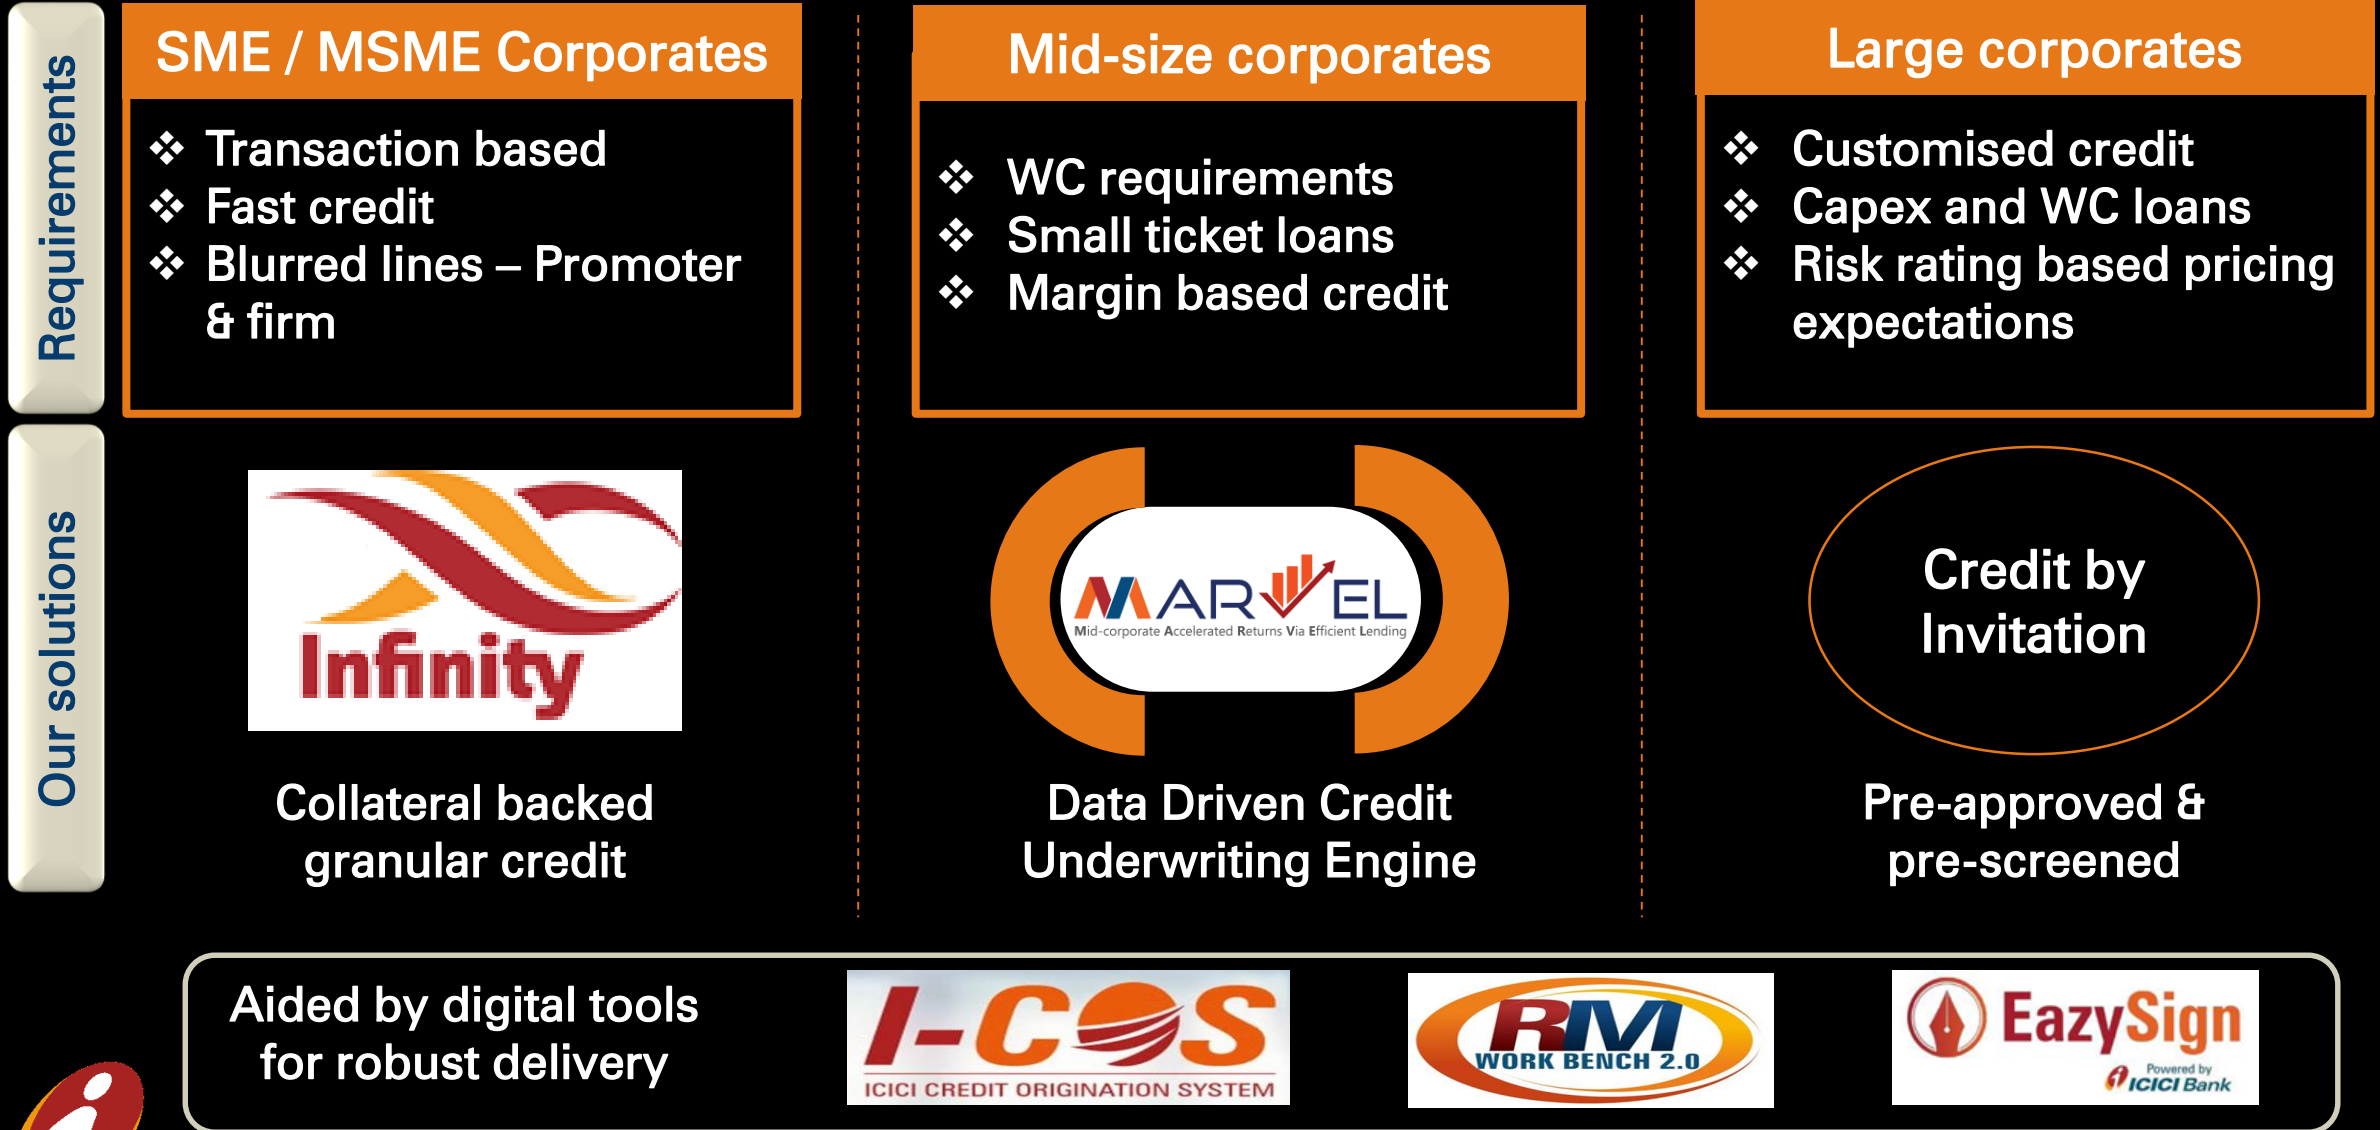 Requirements
SME / MSME Corporates
❖ Transaction based
❖ Fast credit
❖ Blurred lines – Promoter
& firm
Mid-size corporates
❖ WC requirements
❖ Small ticket loans
❖ Margin based credit
Large corporates
❖ Customised credit
❖ Capex and WC loans
❖ Risk rating based pricing
expectations
Our solutions
Infinity
Collateral backed
granular credit
MARVEL
Mid-corporate Accelerated Returns Via Efficient Lending
Data Driven Credit
Underwriting Engine
Credit by
Invitation
Pre-approved &
pre-screened
Aided by digital tools
for robust delivery
I-COS
ICICI CREDIT ORIGINATION SYSTEM
RM
WORK BENCH 2.0
EazySign
Powered by
ICICI Bank